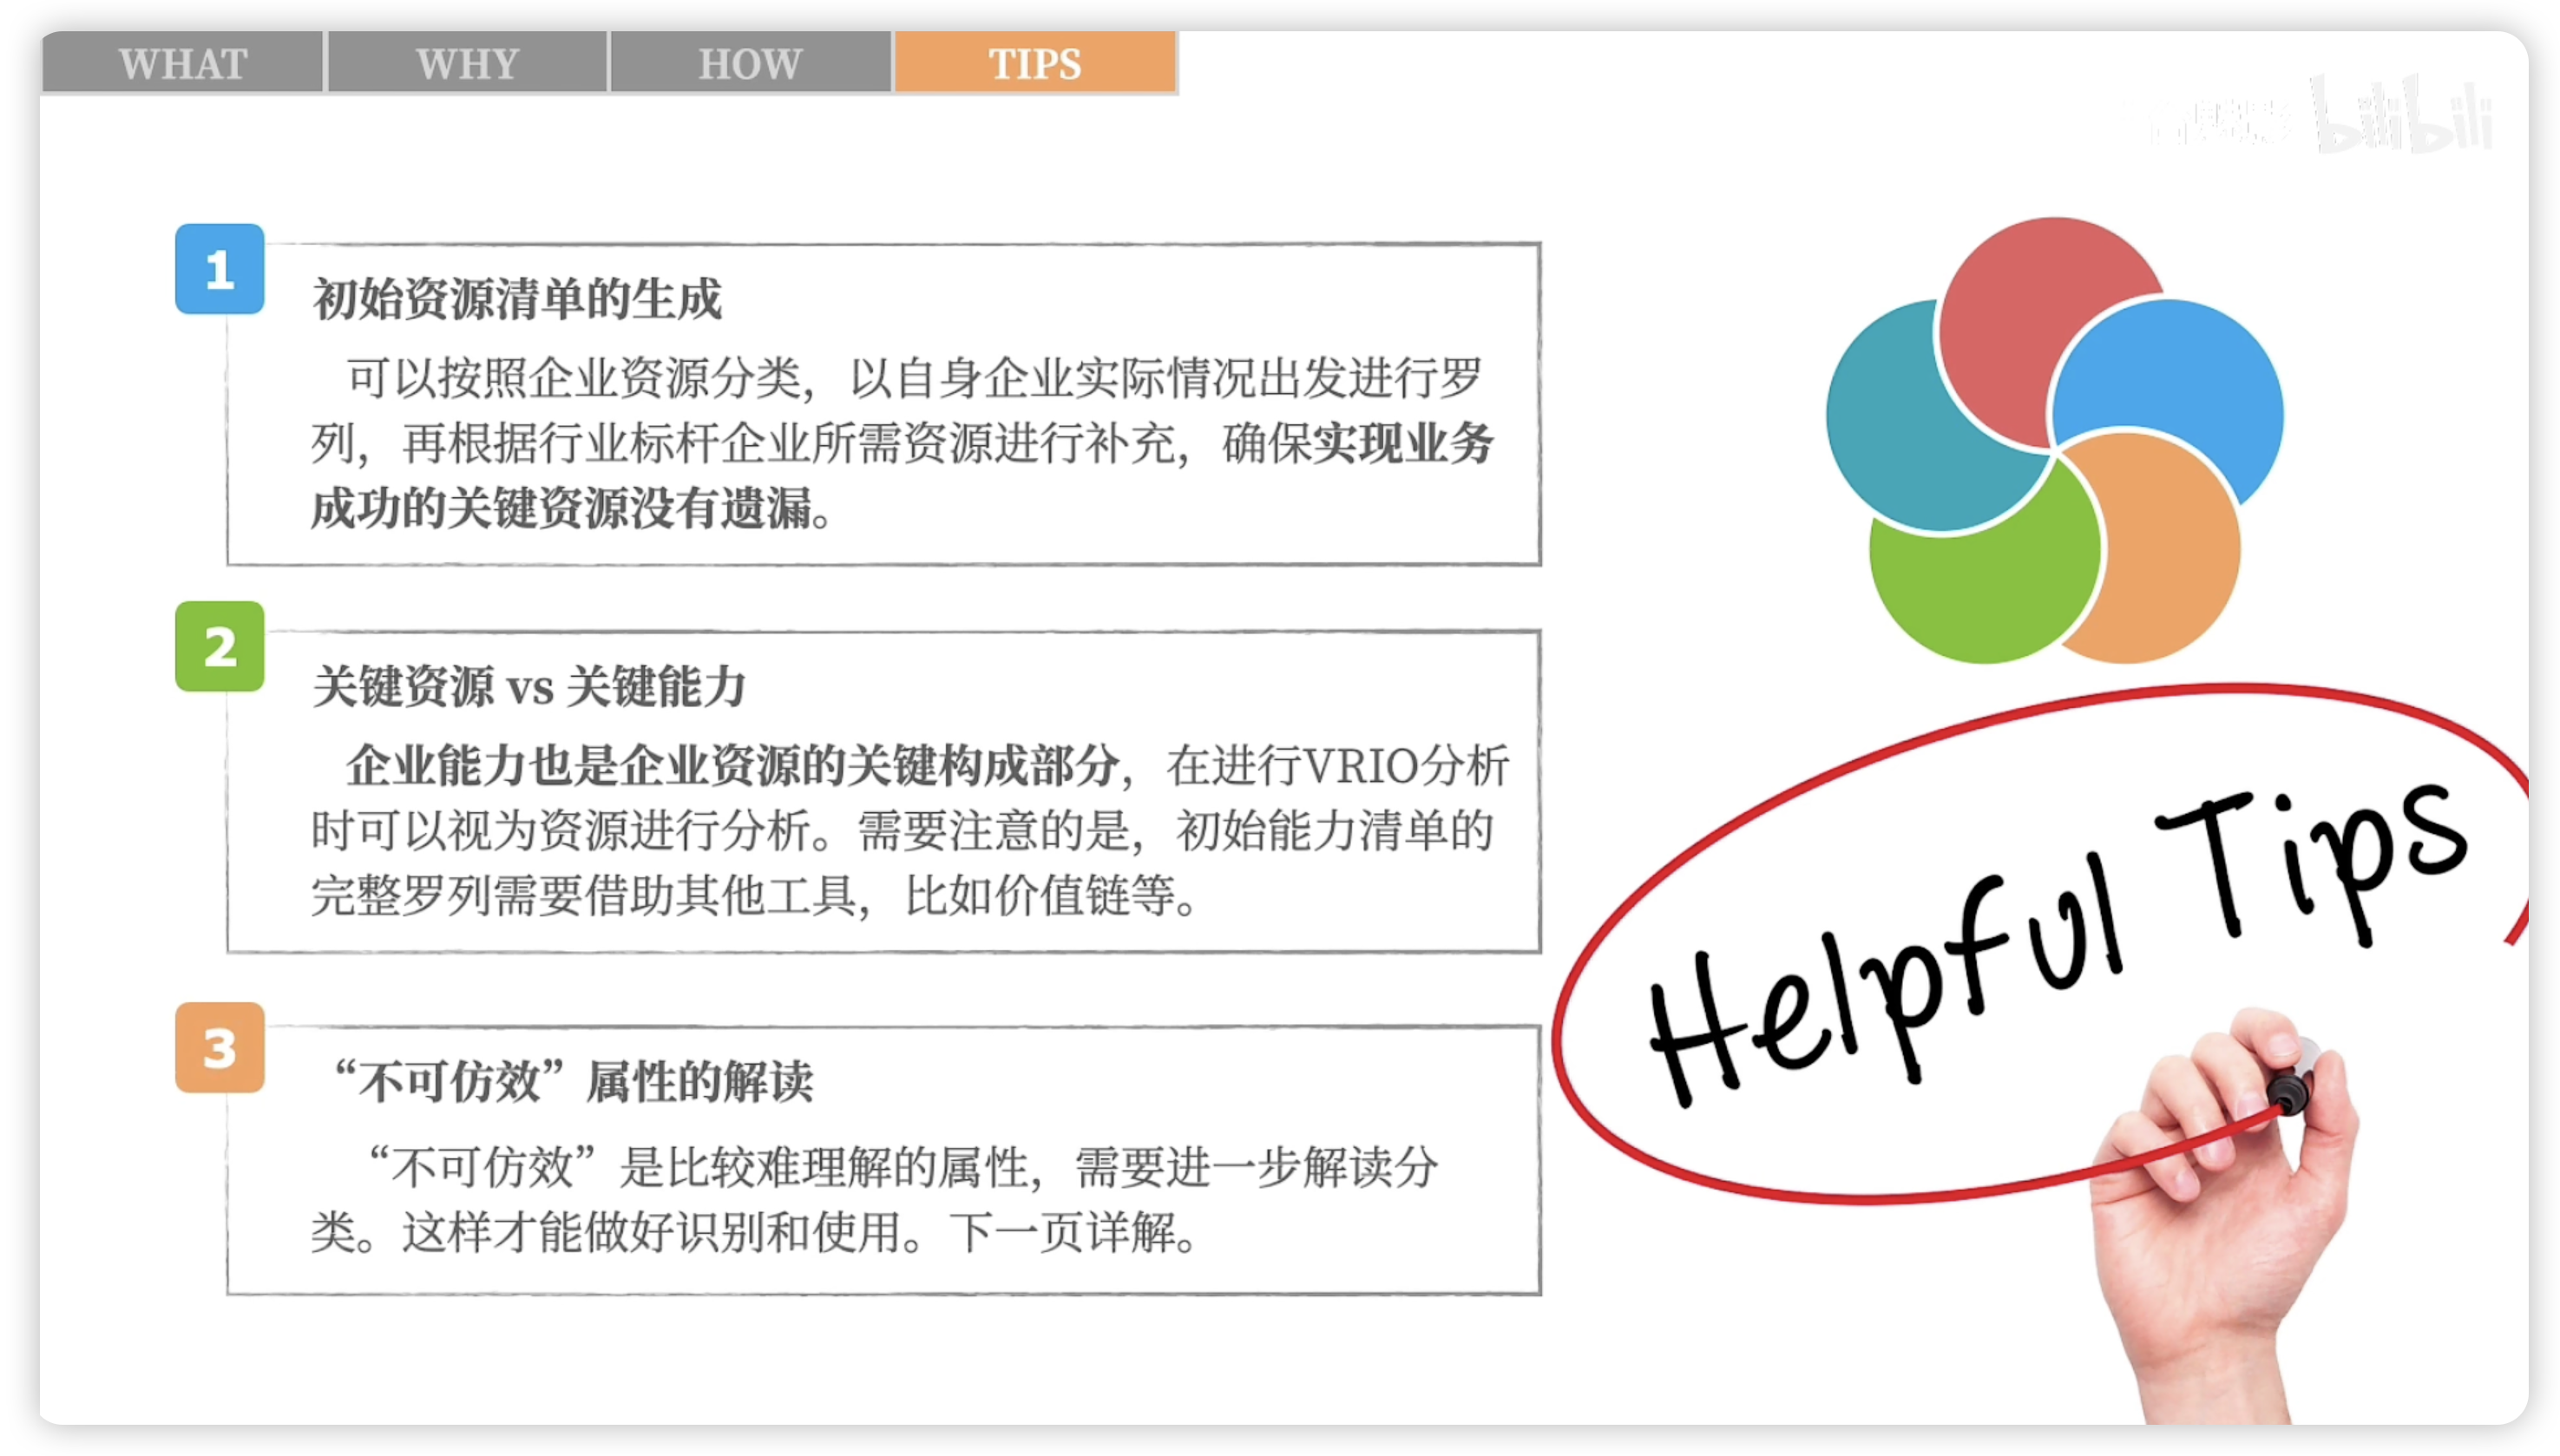 WHAT
WHY
HOW
TIPS
bilibili
1
初始资源清单的生成
可以按照企业资源分类，以自身企业实际情况出发进行罗
列，再根据行业标杆企业所需资源进行补充，确保实现业务
成功的关键资源没有遗漏。
2
关键资源 vs 关键能力
企业能力也是企业资源的关键构成部分，在进行VRIO分析
时可以视为资源进行分析。需要注意的是，初始能力清单的
完整罗列需要借助其他工具，比如价值链等。
3
“不可仿效”属性的解读
“不可仿效”是比较难理解的属性，需要进一步解读分
类。这样才能做好识别和使用。下一页详解。
Helpful Tips